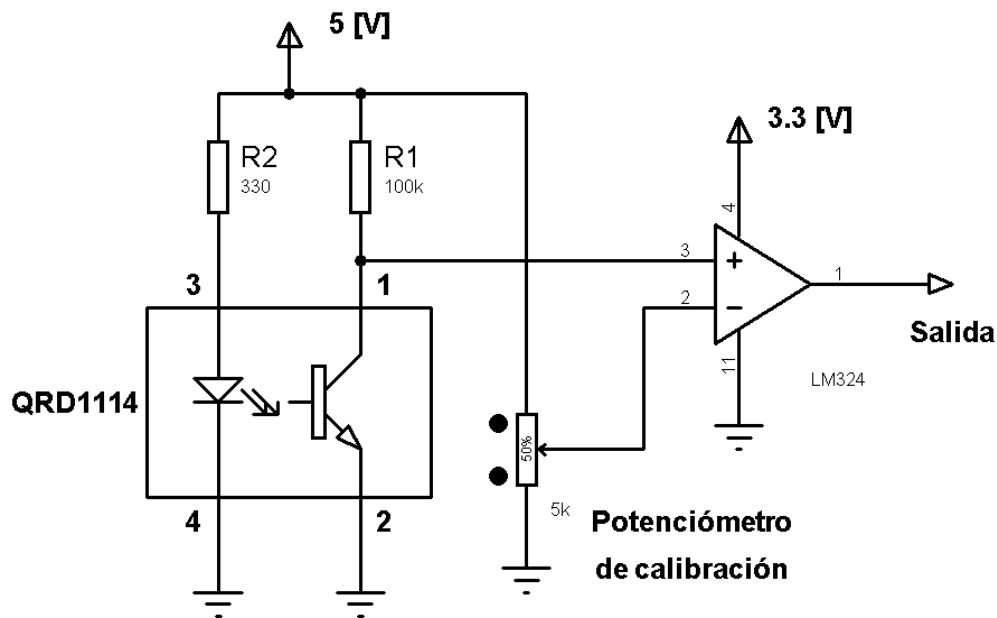 5 [V]
3.3 [V]
R2
330
R1
100k
4
3
1
3
+
1
2
−
Salida
11
LM324
QRD1114
50%
5k
4
2
Potenciómetro
de calibración